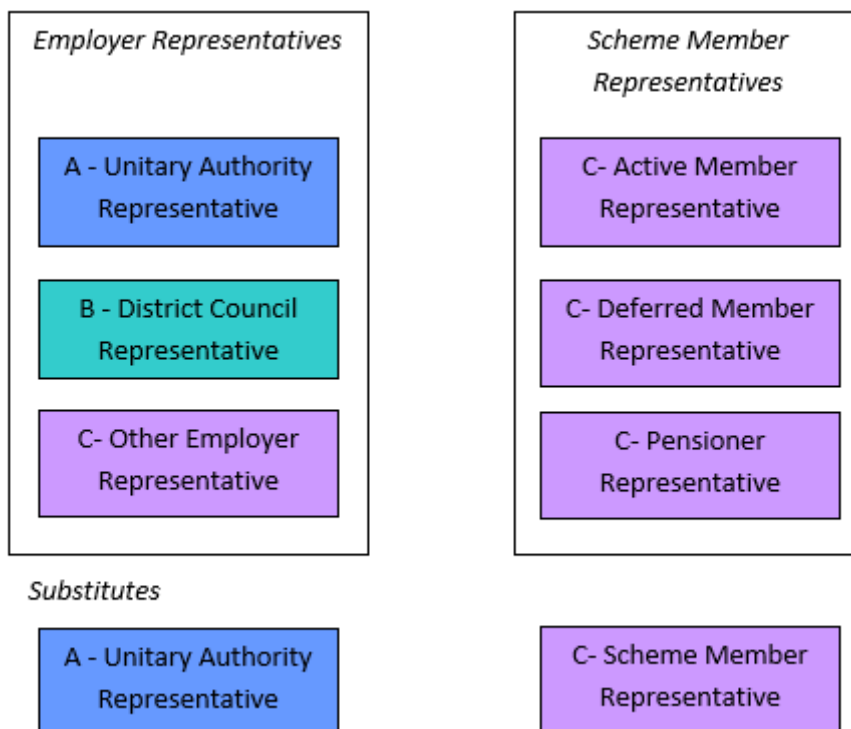 Employer Representatives
A - Unitary Authority
Representative
B - District Council
Representative
C- Other Employer
Representative
Scheme Member
Representatives
C- Active Member
Representative
C- Deferred Member
Representative
C- Pensioner
Representative
Substitutes
A - Unitary Authority
Representative
C- Scheme Member
Representative